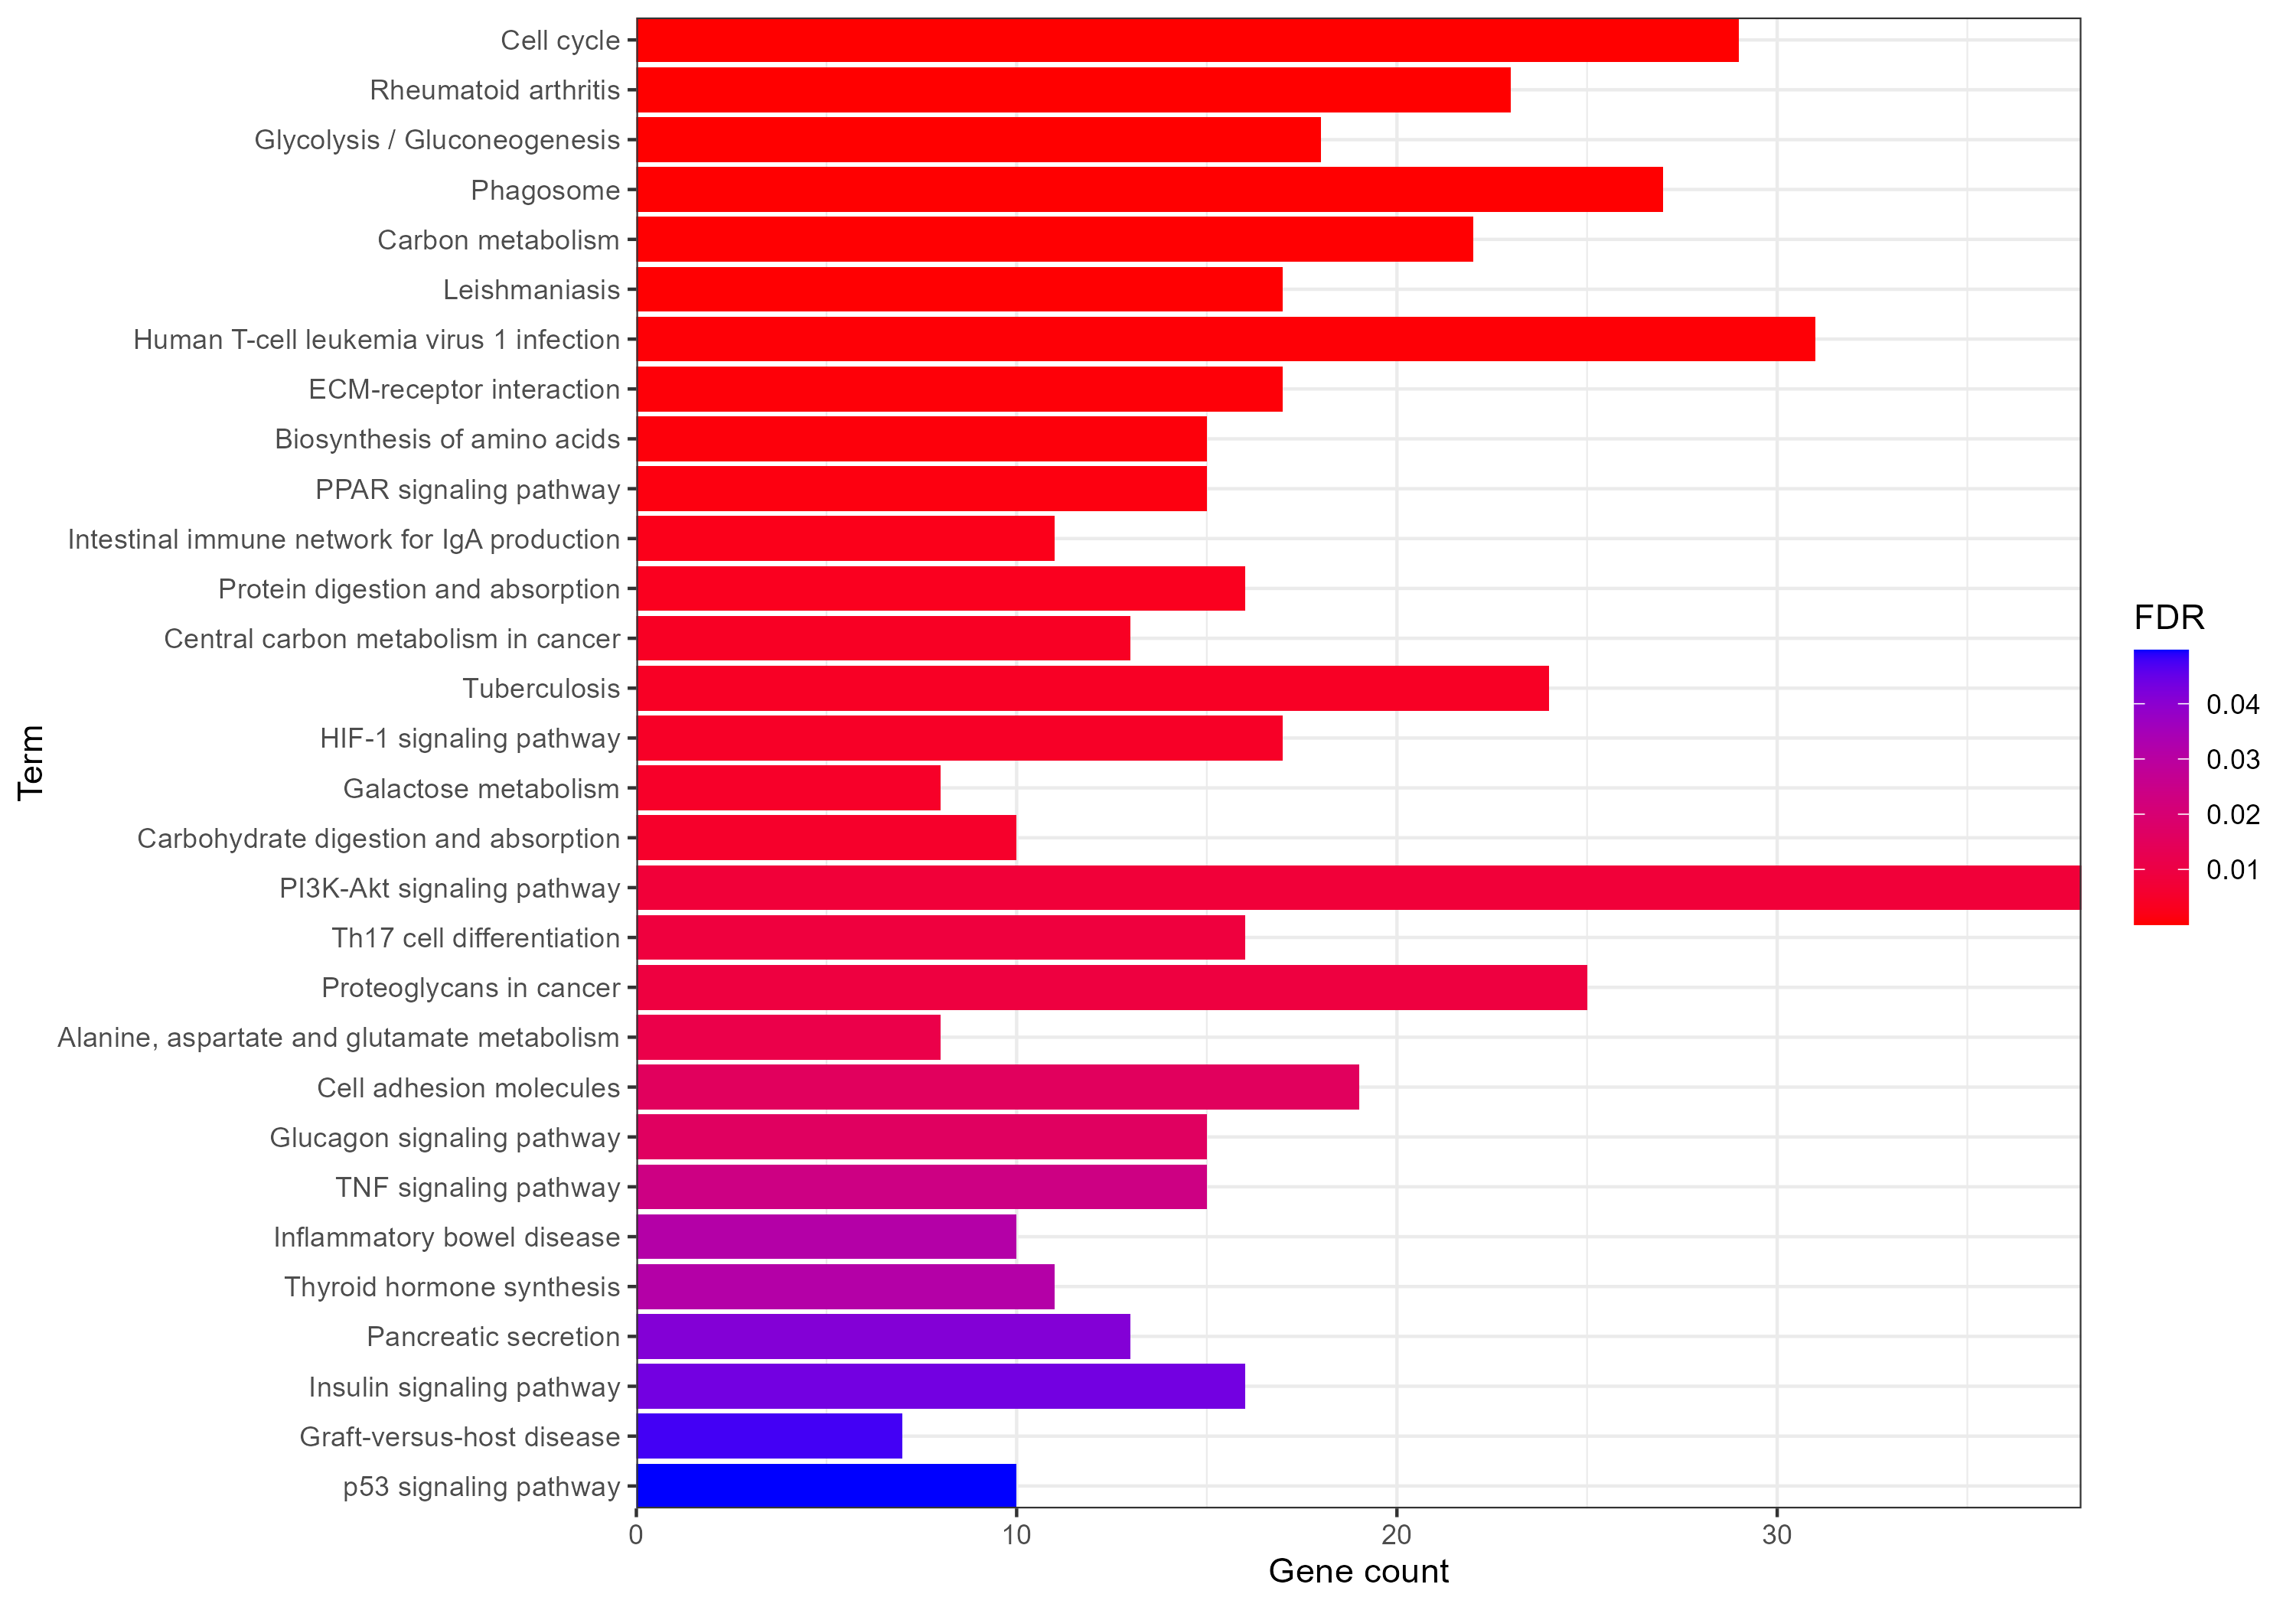 Cell cycle
Rheumatoid arthritis
Glycolysis / Gluconeogenesis
Phagosome
Carbon metabolism
Leishmaniasis
Human T-cell leukemia virus 1 infection
ECM-receptor interaction
Biosynthesis of amino acids
PPAR signaling pathway
Intestinal immune network for IgA production
Protein digestion and absorption
Central carbon metabolism in cancer
Tuberculosis
HIF-1 signaling pathway
Galactose metabolism
Carbohydrate digestion and absorption
PI3K-Akt signaling pathway
Th17 cell differentiation
Proteoglycans in cancer
Alanine, aspartate and glutamate metabolism
Cell adhesion molecules
Glucagon signaling pathway
TNF signaling pathway
Inflammatory bowel disease
Thyroid hormone synthesis
Pancreatic secretion
Insulin signaling pathway
Graft-versus-host disease
p53 signaling pathway
Term
0 10 20 30
Gene count
FDR
0.04
0.03
0.02
0.01